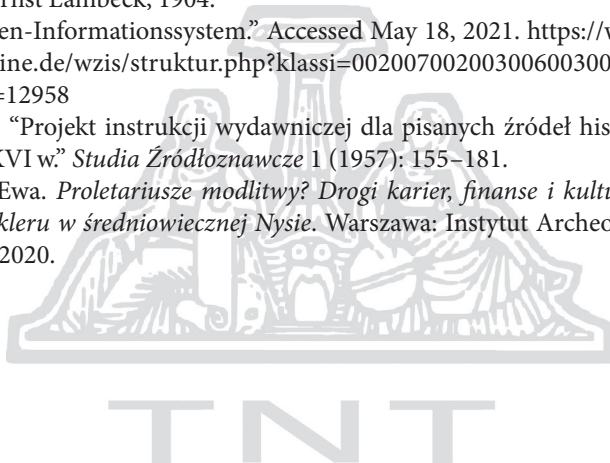 rnst Lambeck, 1904.
en-Informationssystem.” Accessed May 18, 2021. https://w
ine.de/wzis/struktur.php?klassi=00200700200300600300
=12958
“Projekt instrukcji wydawniczej dla pisanych źródeł his
XVI w.” Studia Źródłoznawcze 1 (1957): 155–181.
Ewa. Proletariusze modlitwy? Drogi karier, finanse i kultu
kleru w średniowiecznej Nysie. Warszawa: Instytut Archeo
2020.
TNT